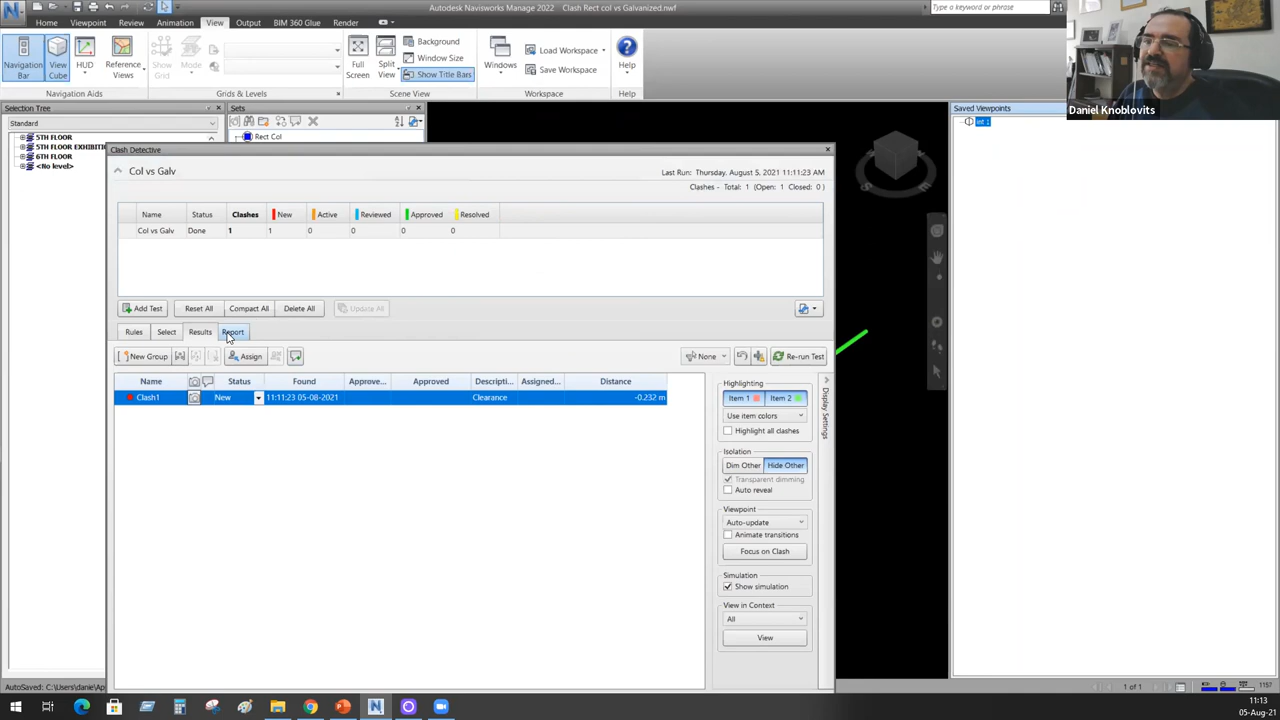 Autodesk Navisworks Manage 2022 Clash Rect col vs Galvanized.nwf
Type a keyword or phrase
Home Viewpoint Review Animation View Output BIM 360 Glue Render
Navigation Bar
View Cube
HUD
Reference Views
Show Grid
Mode
Full Screen
Split View
Background
Window Size
Show Title Bars
Windows
Load Workspace
Save Workspace
Help
Navigation Aids Grids & Levels Scene View Workspace Help
Daniel Knoblovits
Selection Tree
Standard
5TH FLOOR
5TH FLOOR EXHIBITI
6TH FLOOR
<No level>
Sets
Rect Col
Saved Viewpoints
int 1
Clash Detective
Col vs Galv
Last Run: Thursday, August 5, 2021 11:11:23 AM
Clashes - Total: 1 (Open: 1 Closed: 0)
Name Status Clashes New Active Reviewed Approved Resolved
Col vs Galv Done 1 1 0 0 0 0
Add Test Reset All Compact All Delete All Update All
Rules Select Results Report
New Group Assign None Re-run Test
Name Status Found Approve... Approved Descripti... Assigned... Distance
Clash1 New 11:11:23 05-08-2021 Clearance -0.232 m
Highlighting
Item 1 Item 2
Use item colors
Highlight all clashes
Isolation
Dim Other Hide Other
Transparent dimming
Auto reveal
Viewpoint
Auto-update
Animate transitions
Focus on Clash
Simulation
Show simulation
View in Context
All
View
Display Settings
AutoSaved: C:\Users\danie\Ap
1 of 1
1157
11:13
05-Aug-21